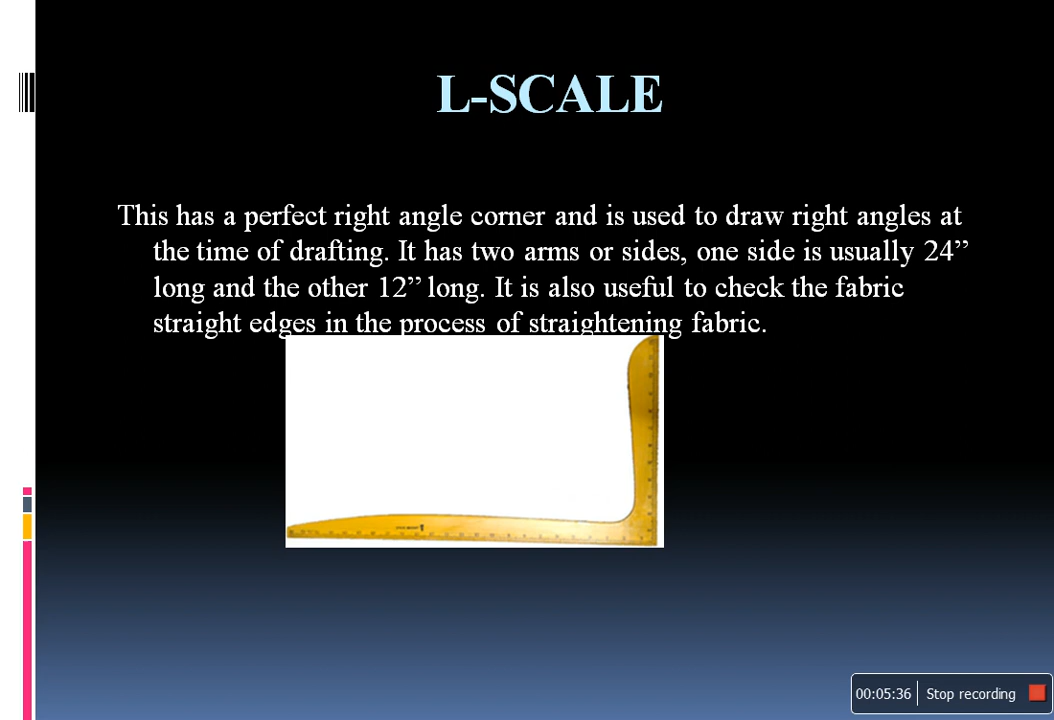 L-SCALE
This has a perfect right angle corner and is used to draw right angles at
the time of drafting. It has two arms or sides, one side is usually 24”
long and the other 12” long. It is also useful to check the fabric
straight edges in the process of straightening fabric.
00:05:36 Stop recording